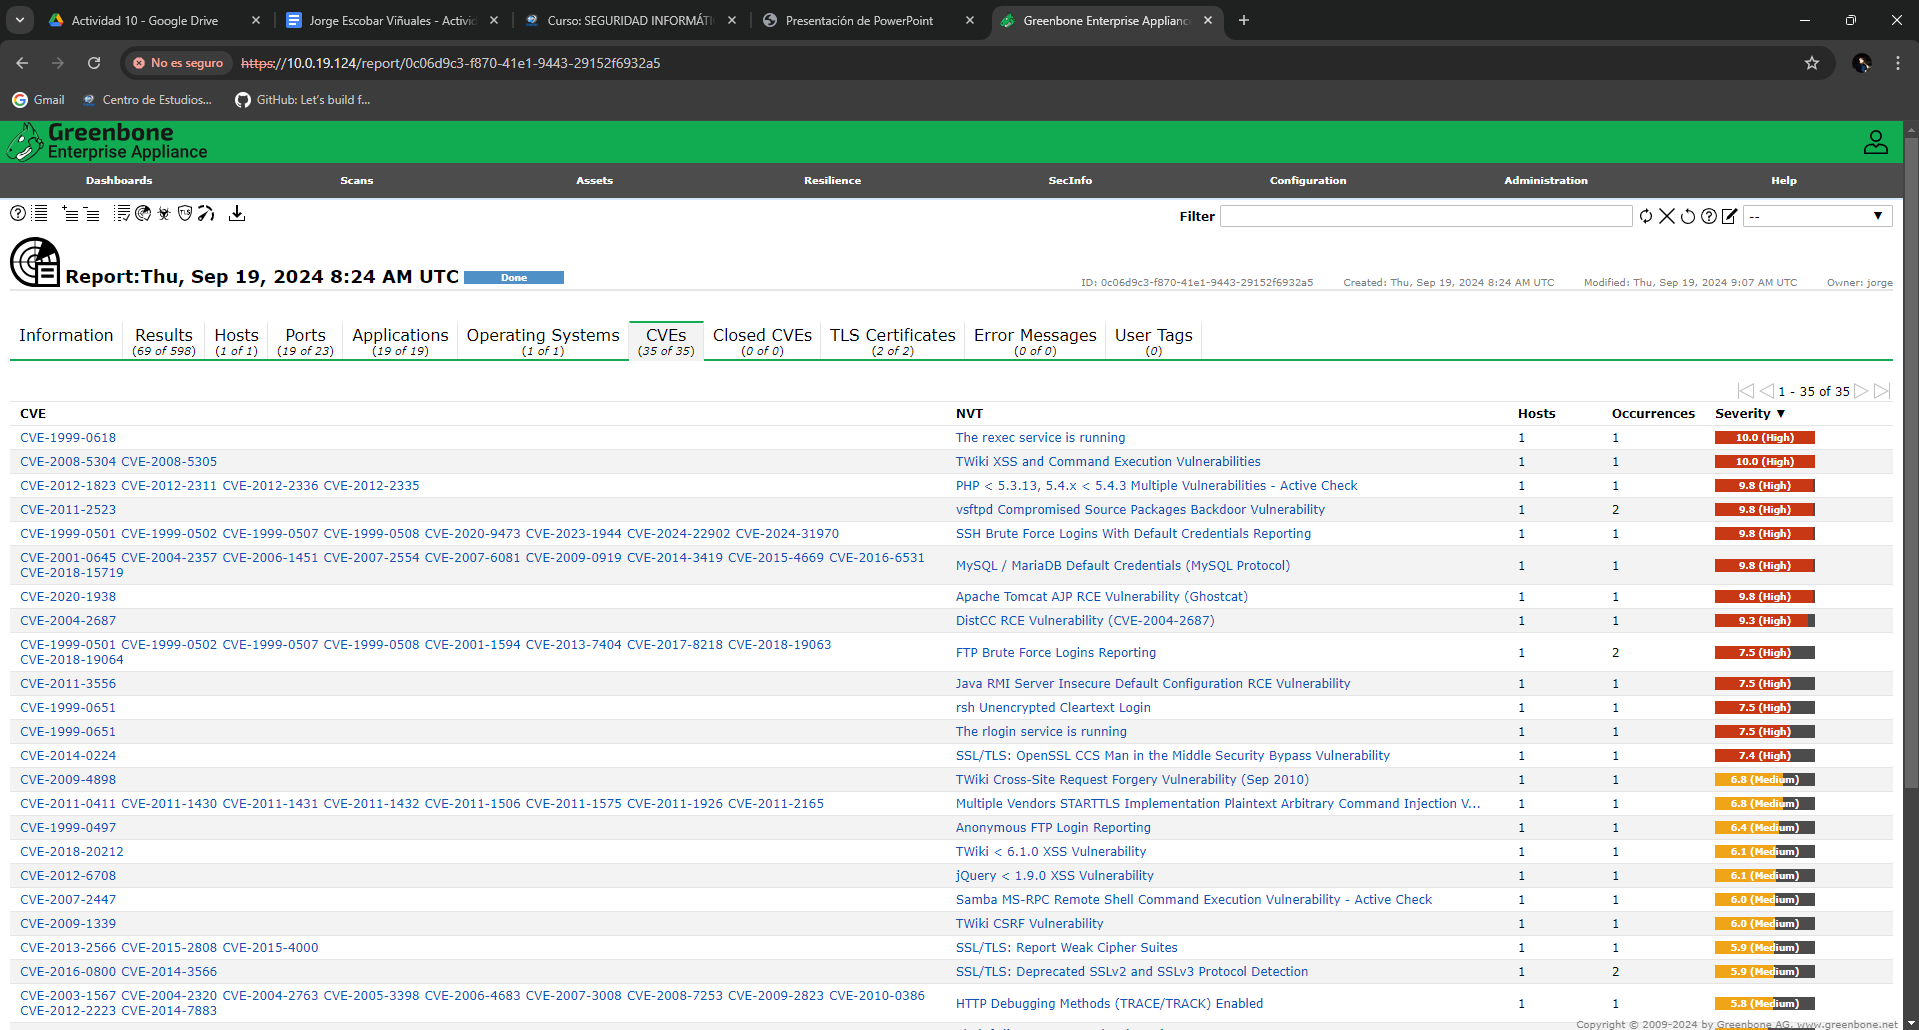 Actividad 10 - Google Drive
Jorge Escobar Viñuales - Activid
Curso: SEGURIDAD INFORMÁTI
Presentación de PowerPoint
Greenbone Enterprise Appliance
No es seguro https://10.0.19.124/report/0c06d9c3-f870-41e1-9443-29152f6932a5
Gmail Centro de Estudios... GitHub: Let's build f...
Greenbone
Enterprise Appliance
Dashboards Scans Assets Resilience SecInfo Configuration Administration Help
Filter --
Report:Thu, Sep 19, 2024 8:24 AM UTC Done
ID: 0c06d9c3-f870-41e1-9443-29152f6932a5 Created: Thu, Sep 19, 2024 8:24 AM UTC Modified: Thu, Sep 19, 2024 9:07 AM UTC Owner: jorge
Information Results Hosts Ports Applications Operating Systems CVEs Closed CVEs TLS Certificates Error Messages User Tags
(69 of 598) (1 of 1) (19 of 23) (19 of 19) (1 of 1) (35 of 35) (0 of 0) (2 of 2) (0 of 0) (0)
1 - 35 of 35
CVE NVT Hosts Occurrences Severity ▼
CVE-1999-0618 The rexec service is running 1 1 10.0 (High)
CVE-2008-5304 CVE-2008-5305 TWiki XSS and Command Execution Vulnerabilities 1 1 10.0 (High)
CVE-2012-1823 CVE-2012-2311 CVE-2012-2336 CVE-2012-2335 PHP < 5.3.13, 5.4.x < 5.4.3 Multiple Vulnerabilities - Active Check 1 1 9.8 (High)
CVE-2011-2523 vsftpd Compromised Source Packages Backdoor Vulnerability 1 2 9.8 (High)
CVE-1999-0501 CVE-1999-0502 CVE-1999-0507 CVE-1999-0508 CVE-2020-9473 CVE-2023-1944 CVE-2024-22902 CVE-2024-31970 SSH Brute Force Logins With Default Credentials Reporting 1 1 9.8 (High)
CVE-2001-0645 CVE-2004-2357 CVE-2006-1451 CVE-2007-2554 CVE-2007-6081 CVE-2009-0919 CVE-2014-3419 CVE-2015-4669 CVE-2016-6531
CVE-2018-15719 MySQL / MariaDB Default Credentials (MySQL Protocol) 1 1 9.8 (High)
CVE-2020-1938 Apache Tomcat AJP RCE Vulnerability (Ghostcat) 1 1 9.8 (High)
CVE-2004-2687 DistCC RCE Vulnerability (CVE-2004-2687) 1 1 9.3 (High)
CVE-1999-0501 CVE-1999-0502 CVE-1999-0507 CVE-1999-0508 CVE-2001-1594 CVE-2013-7404 CVE-2017-8218 CVE-2018-19063
CVE-2018-19064 FTP Brute Force Logins Reporting 1 2 7.5 (High)
CVE-2011-3556 Java RMI Server Insecure Default Configuration RCE Vulnerability 1 1 7.5 (High)
CVE-1999-0651 rsh Unencrypted Cleartext Login 1 1 7.5 (High)
CVE-1999-0651 The rlogin service is running 1 1 7.5 (High)
CVE-2014-0224 SSL/TLS: OpenSSL CCS Man in the Middle Security Bypass Vulnerability 1 1 7.4 (High)
CVE-2009-4898 TWiki Cross-Site Request Forgery Vulnerability (Sep 2010) 1 1 6.8 (Medium)
CVE-2011-0411 CVE-2011-1430 CVE-2011-1431 CVE-2011-1432 CVE-2011-1506 CVE-2011-1575 CVE-2011-1926 CVE-2011-2165 Multiple Vendors STARTTLS Implementation Plaintext Arbitrary Command Injection V... 1 1 6.8 (Medium)
CVE-1999-0497 Anonymous FTP Login Reporting 1 1 6.4 (Medium)
CVE-2018-20212 TWiki < 6.1.0 XSS Vulnerability 1 1 6.1 (Medium)
CVE-2012-6708 jQuery < 1.9.0 XSS Vulnerability 1 1 6.1 (Medium)
CVE-2007-2447 Samba MS-RPC Remote Shell Command Execution Vulnerability - Active Check 1 1 6.0 (Medium)
CVE-2009-1339 TWiki CSRF Vulnerability 1 1 6.0 (Medium)
CVE-2013-2566 CVE-2015-2808 CVE-2015-4000 SSL/TLS: Report Weak Cipher Suites 1 1 5.9 (Medium)
CVE-2016-0800 CVE-2014-3566 SSL/TLS: Deprecated SSLv2 and SSLv3 Protocol Detection 1 2 5.9 (Medium)
CVE-2003-1567 CVE-2004-2320 CVE-2004-2763 CVE-2005-3398 CVE-2006-4683 CVE-2007-3008 CVE-2008-7253 CVE-2009-2823 CVE-2010-0386
CVE-2012-2223 CVE-2014-7883 HTTP Debugging Methods (TRACE/TRACK) Enabled 1 1 5.8 (Medium)
Copyright © 2009-2024 by Greenbone AG, www.greenbone.net